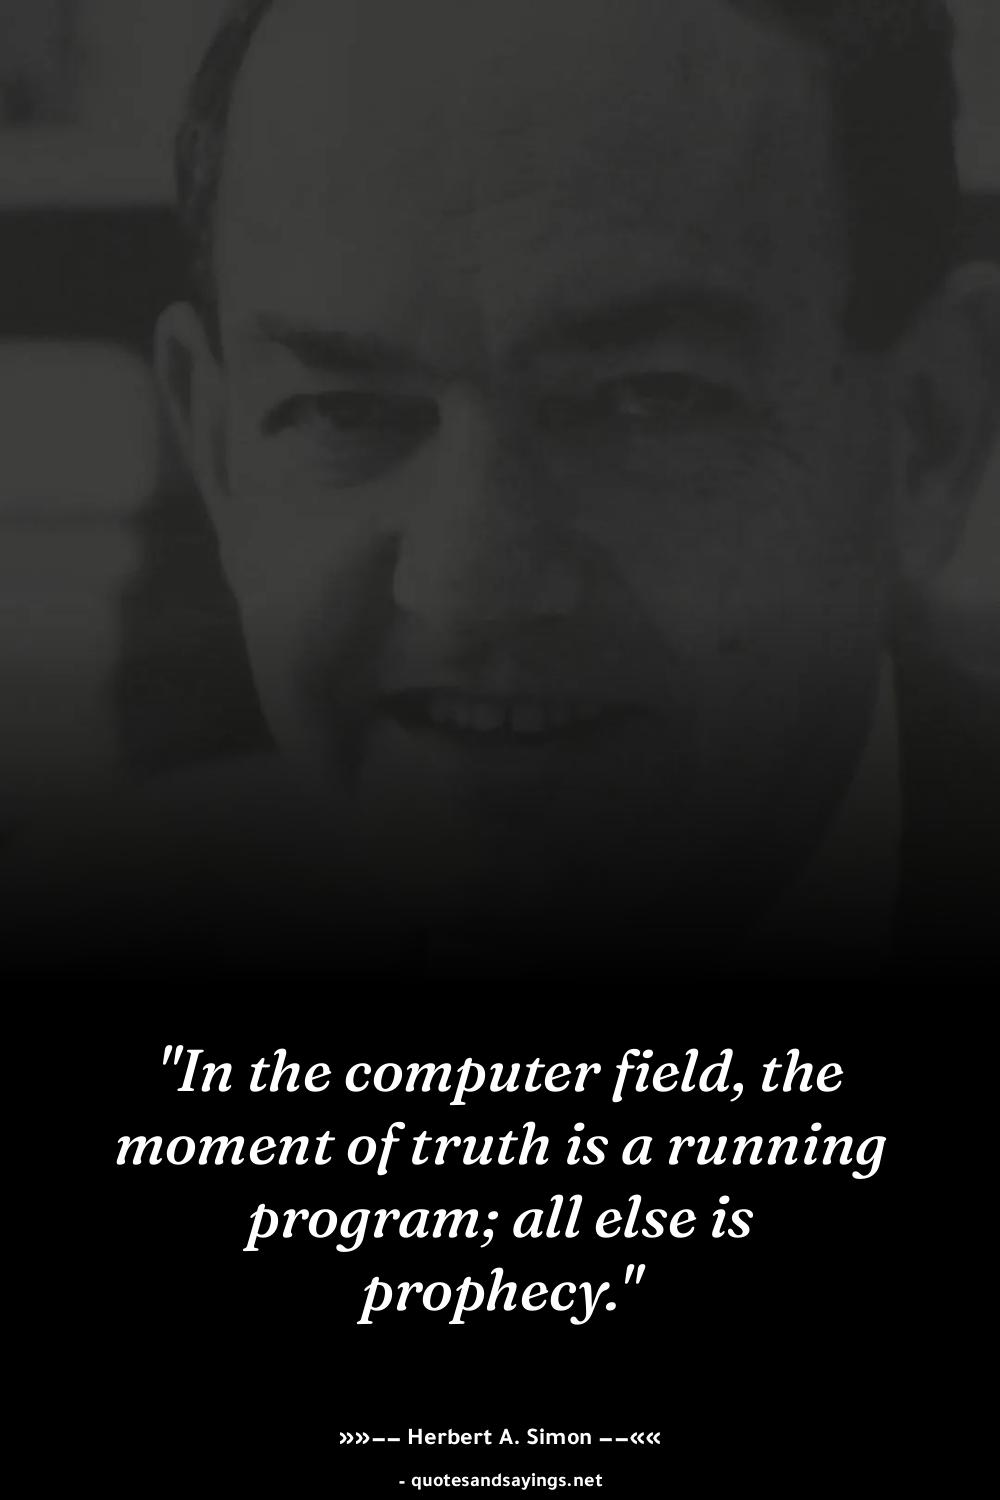 "In the computer field, the
moment of truth is a running
program; all else is
prophecy."
»»–– Herbert A. Simon ––««
- quotesandsayings.net